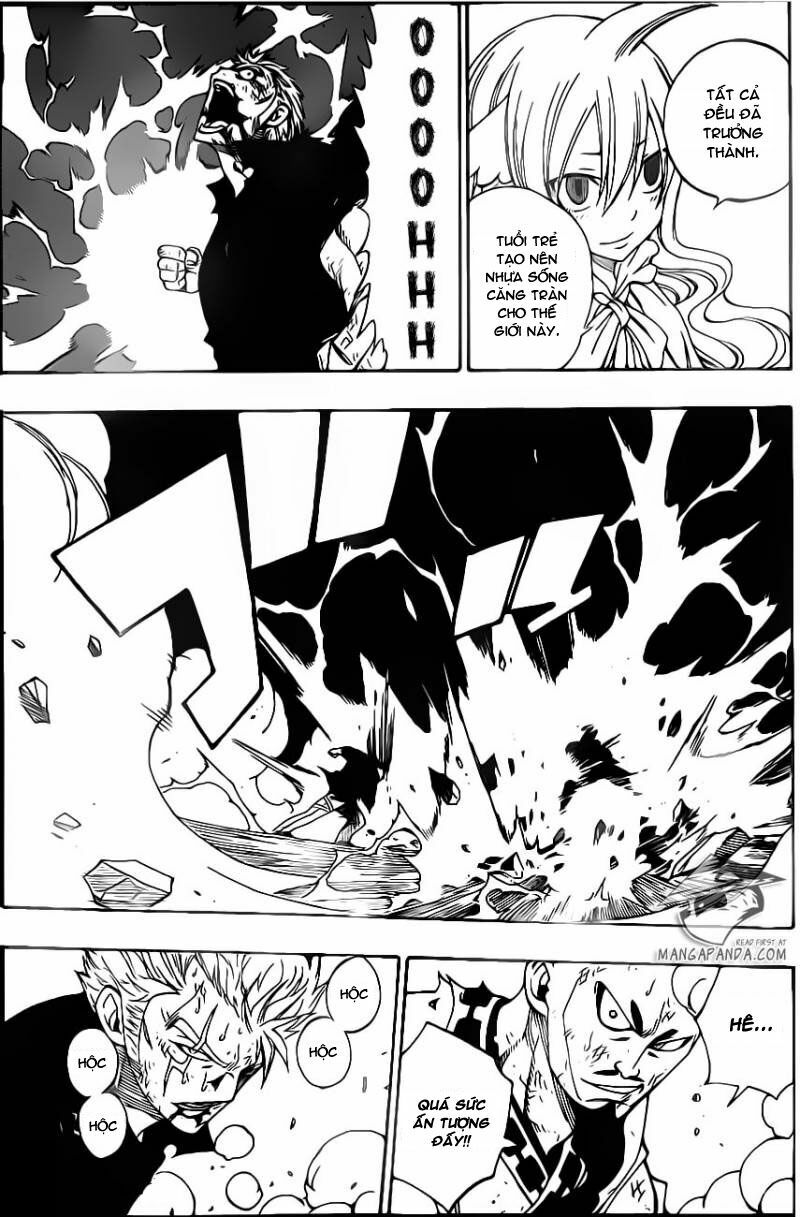 TẤT CẢ
ĐỀU ĐÃ
TRƯỞNG
THÀNH.
TUỔI TRẺ
TẠO NÊN
NHỰA SỐNG
CĂNG TRÀN
CHO THẾ
GIỚI NÀY.
OOOOHHH
HÊ...
QUÁ SỨC
ẤN TƯỢNG
ĐẤY!!
HỘC
HỘC
HỘC
HỘC
READ FIRST AT
MANGAPANDA.COM